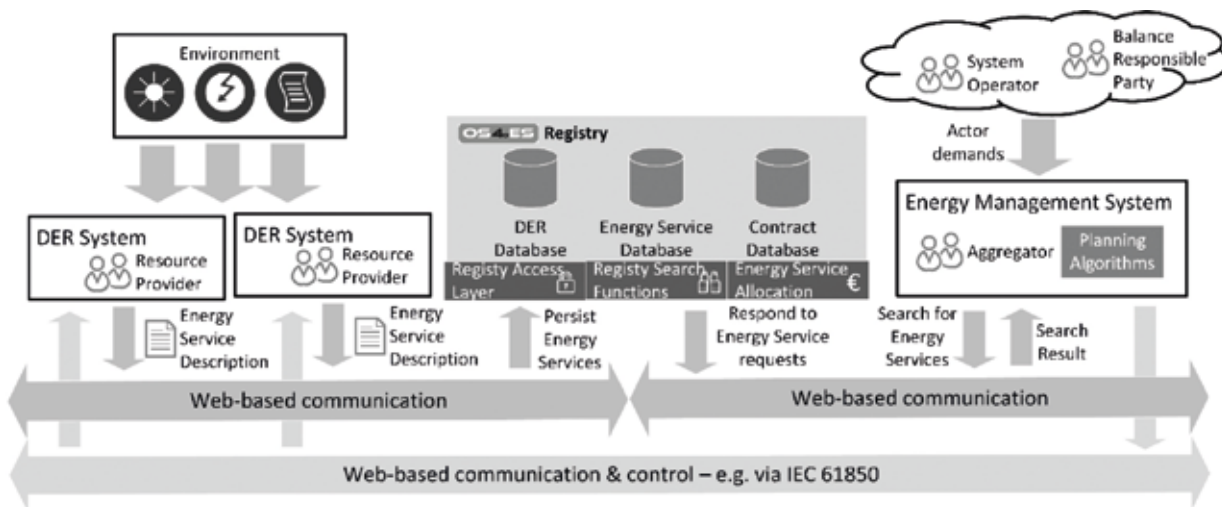 Environment
System
Operator
Balance
Responsible
Party
Actor
demands
OS4ES Registry
DER
Database
Energy Service
Database
Contract
Database
Registy Access
Layer
Registy Search
Functions
Energy Service
Allocation
€
DER System
Resource
Provider
DER System
Resource
Provider
Energy Management System
Aggregator
Planning
Algorithms
Energy
Service
Description
Energy
Service
Description
Persist
Energy
Services
Respond to
Energy Service
requests
Search for
Energy
Services
Search
Result
Web-based communication
Web-based communication
Web-based communication & control – e.g. via IEC 61850